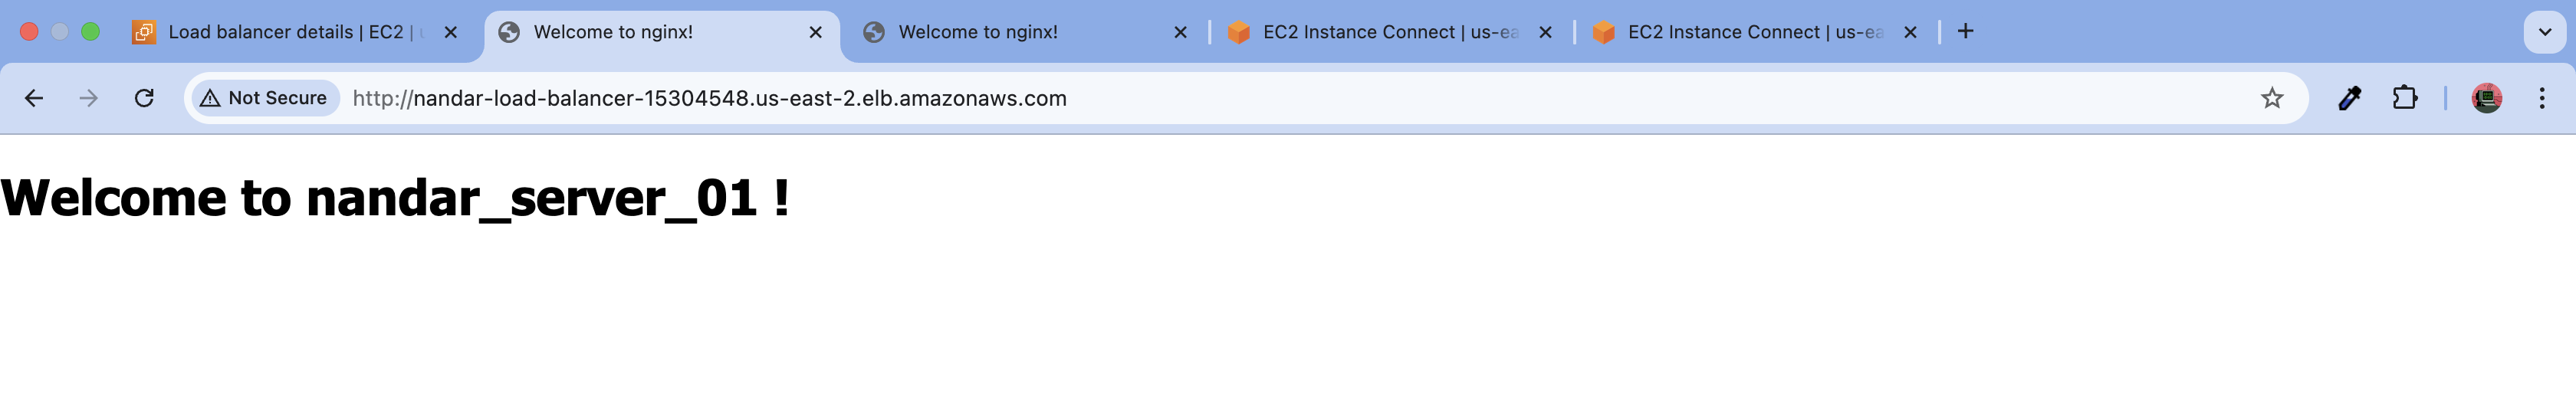 Load balancer details | EC2 |
Welcome to nginx!
Welcome to nginx!
EC2 Instance Connect | us-ea
EC2 Instance Connect | us-ea
Not Secure
http://nandar-load-balancer-15304548.us-east-2.elb.amazonaws.com
Welcome to nandar_server_01 !